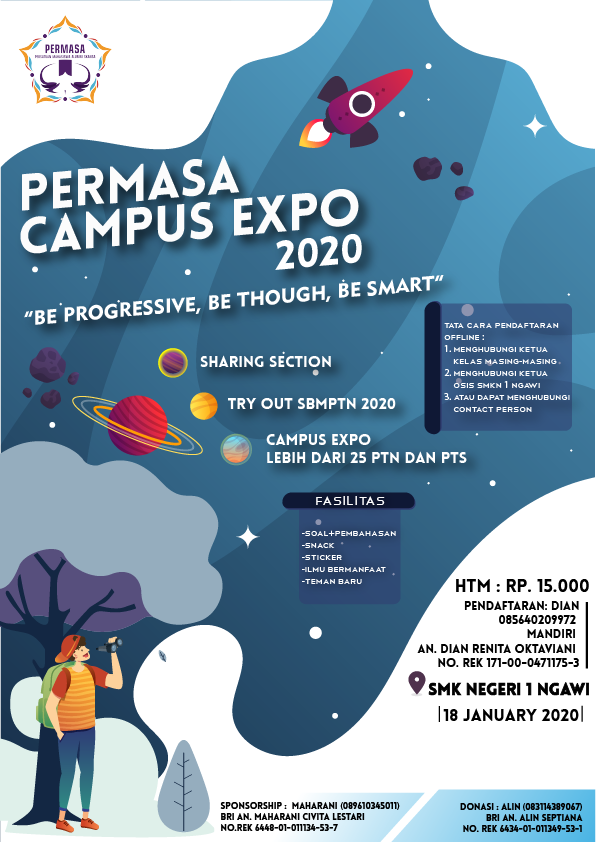 PERMASA
PERSATUAN MAHASISWA ALUMNI SKANSA
PERMASA
CAMPUS EXPO
2020
“BE PROGRESSIVE, BE THOUGH, BE SMART”
TATA CARA PENDAFTARAN
OFFLINE :
1. MENGHUBUNGI KETUA
KELAS MASING-MASING
2. MENGHUBUNGI KETUA
OSIS SMKN 1 NGAWI
3. ATAU DAPAT MENGHUBUNGI
CONTACT PERSON
SHARING SECTION
TRY OUT SBMPTN 2020
CAMPUS EXPO
LEBIH DARI 25 PTN DAN PTS
FASILITAS
-SOAL+PEMBAHASAN
-SNACK
-STICKER
-ILMU BERMANFAAT
-TEMAN BARU
HTM : RP. 15.000
PENDAFTARAN: DIAN
085640209972
MANDIRI
AN. DIAN RENITA OKTAVIANI
NO. REK 171-00-0471175-3
SMK NEGERI 1 NGAWI
|18 JANUARY 2020|
SPONSORSHIP : MAHARANI (089610345011)
BRI AN. MAHARANI CIVITA LESTARI
NO.REK 6448-01-011134-53-7
DONASI : ALIN (083114389067)
BRI AN. ALIN SEPTIANA
NO. REK 6434-01-011349-53-1